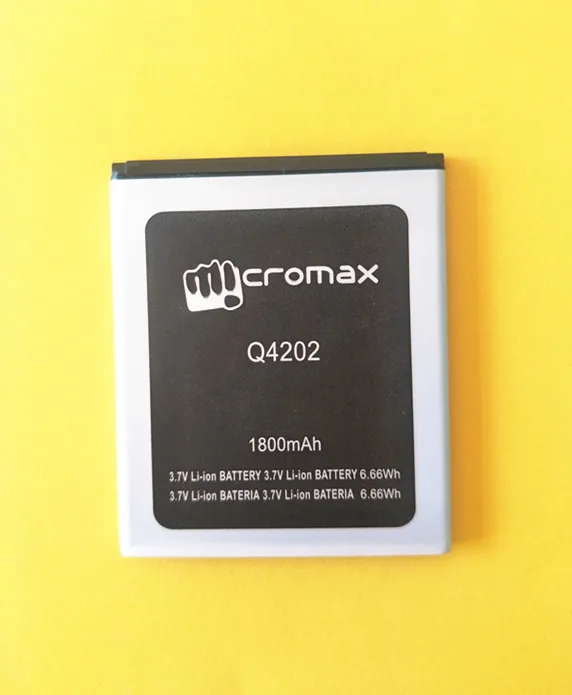 micromax
Q4202
1800mAh
3.7V Li-ion BATTERY 3.7V Li-ion BATTERY 6.66Wh
3.7V Li-ion BATERIA 3.7V Li-ion BATERIA 6.66Wh